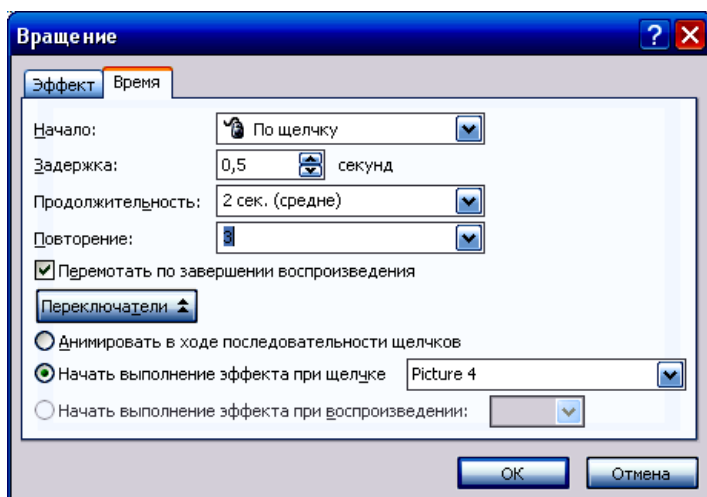 Вращение
Эффект Время
Начало: По щелчку
Задержка: 0,5 секунд
Продолжительность: 2 сек. (средне)
Повторение: 3
Перемотать по завершении воспроизведения
Переключатели
Анимировать в ходе последовательности щелчков
Начать выполнение эффекта при щелчке Picture 4
Начать выполнение эффекта при воспроизведении:
ОК Отмена